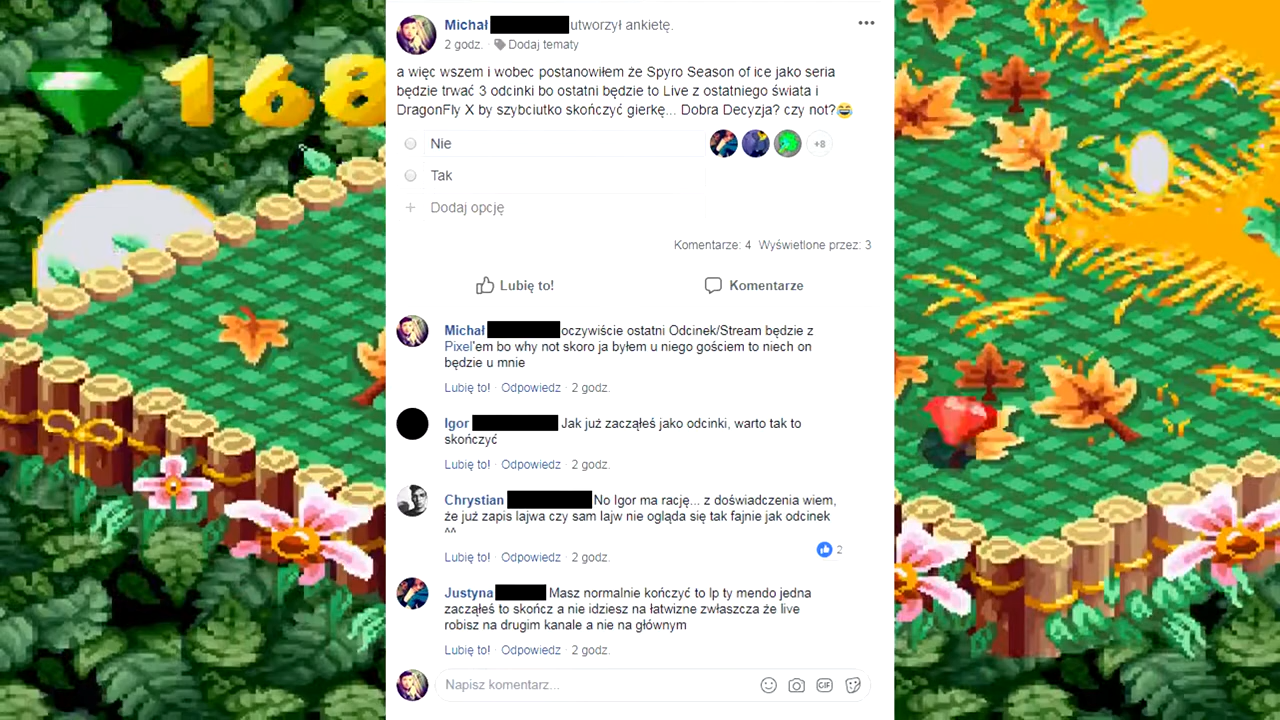 168
Michał utworzył ankietę.
2 godz. · Dodaj tematy
a więc wszem i wobec postanowiłem że Spyro Season of ice jako seria
będzie trwać 3 odcinki bo ostatni będzie to Live z ostatniego świata i
DragonFly X by szybciutko skończyć gierkę... Dobra Decyzja? czy not?😂
Nie +8
Tak
+ Dodaj opcję
Komentarze: 4 Wyświetlone przez: 3
Lubię to! Komentarze
Michał oczywiście ostatni Odcinek/Stream będzie z
Pixel'em bo why not skoro ja byłem u niego gościem to niech on
będzie u mnie
Lubię to! · Odpowiedz · 2 godz.
Igor Jak już zacząłeś jako odcinki, warto tak to
skończyć
Lubię to! · Odpowiedz · 2 godz.
Chrystian No Igor ma rację... z doświadczenia wiem,
że już zapis lajwa czy sam lajw nie ogląda się tak fajnie jak odcinek
^^
2
Lubię to! · Odpowiedz · 2 godz.
Justyna Masz normalnie kończyć to lp ty mendo jedna
zacząłeś to skończ a nie idziesz na łatwizne zwłaszcza że live
robisz na drugim kanale a nie na głównym
Lubię to! · Odpowiedz · 2 godz.
Napisz komentarz... GIF